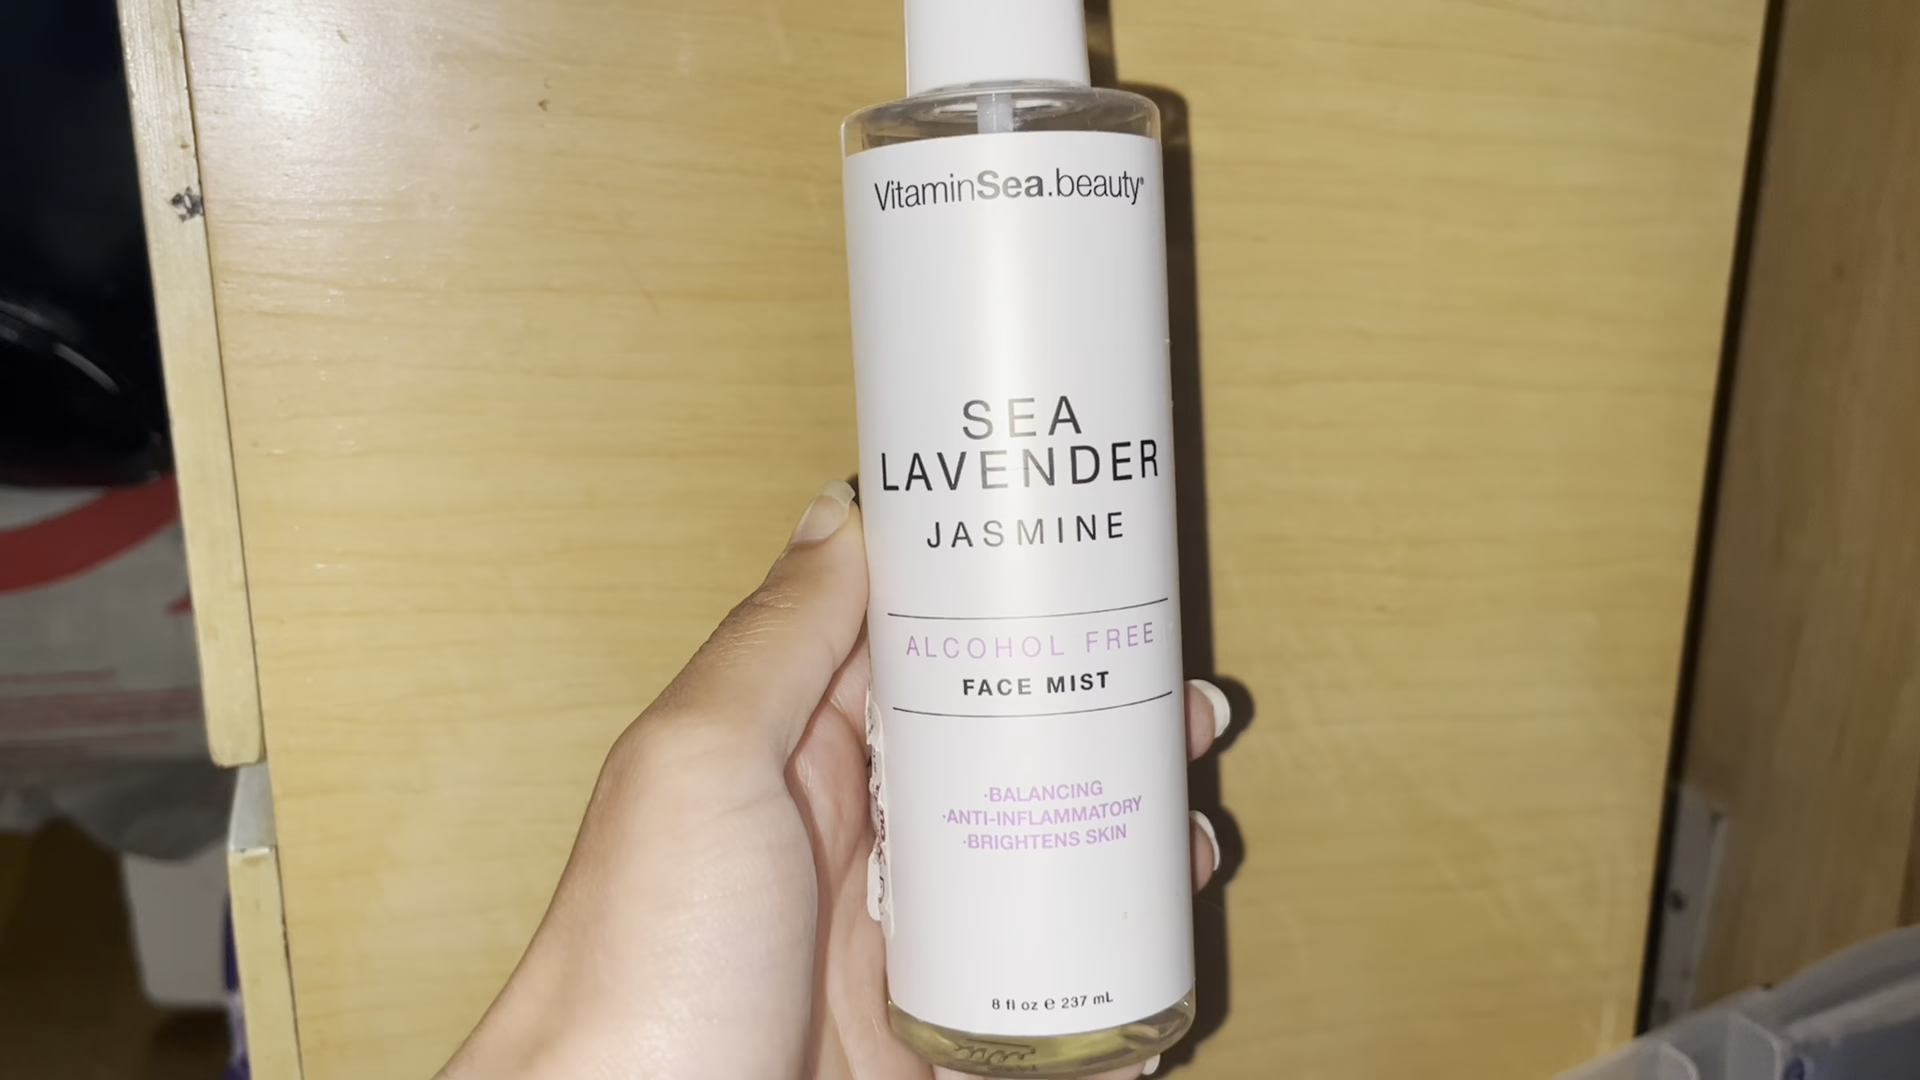 VitaminSea.beauty®
SEA
LAVENDER
JASMINE
ALCOHOL FREE
FACE MIST
·BALANCING
·ANTI-INFLAMMATORY
·BRIGHTENS SKIN
8 fl oz ℮ 237 mL